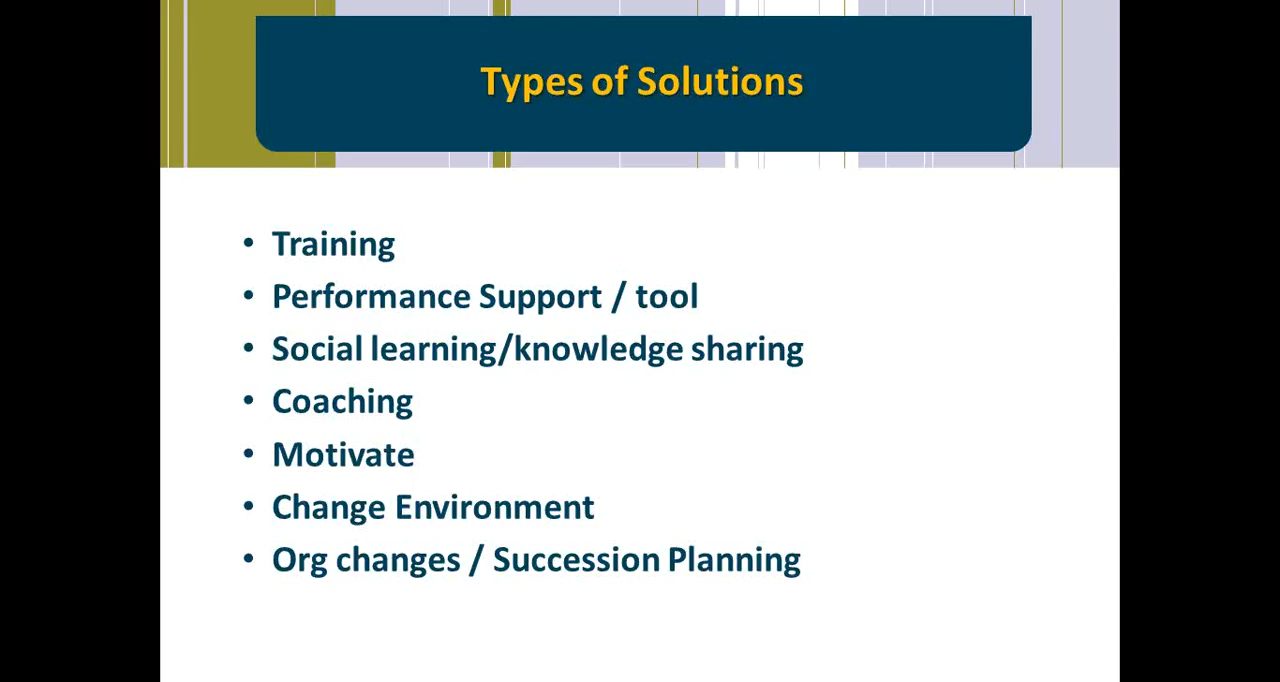 Types of Solutions
• Training
• Performance Support / tool
• Social learning/knowledge sharing
• Coaching
• Motivate
• Change Environment
• Org changes / Succession Planning